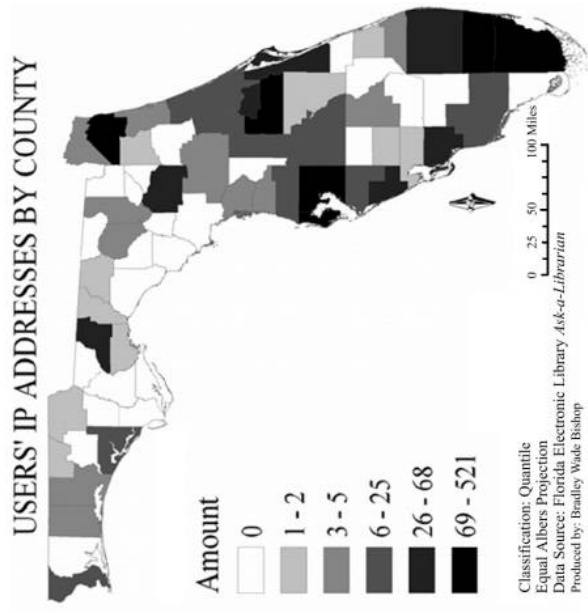 USERS' IP ADDRESSES BY COUNTY
Amount
0
1 - 2
3 - 5
6 - 25
26 - 68
69 - 521
0 25 50 100 Miles
Classification: Quantile
Equal Albers Projection
Data Source: Florida Electronic Library Ask-a-Librarian
Produced by: Bradley Wade Bishop